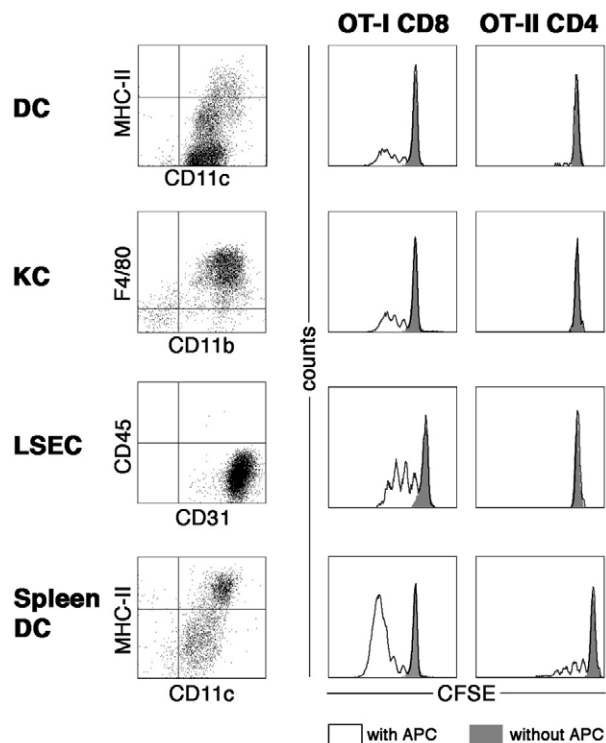 OT-I CD8 OT-II CD4
DC
MHC-II
CD11c
KC
F4/80
CD11b
LSEC
CD45
CD31
Spleen
DC
MHC-II
CD11c
counts
CFSE
with APC without APC